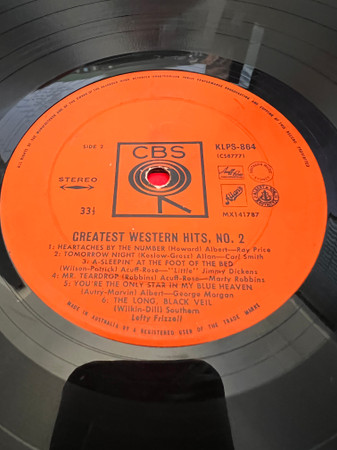 CBS
SIDE 2
KLPS-864
(CS8777)
STEREO
33⅓
MX141787
GREATEST WESTERN HITS, NO. 2
1: HEARTACHES BY THE NUMBER (Howard) Albert—Ray Price
2: TOMORROW NIGHT (Koslow-Grosz) Allan—Carl Smith
3: A-SLEEPIN' AT THE FOOT OF THE BED
(Wilson-Patrick) Acuff-Rose—"Little" Jimmy Dickens
4: MR. TEARDROP (Robbins) Acuff-Rose—Marty Robbins
5: YOU'RE THE ONLY STAR IN MY BLUE HEAVEN
(Autry-Marvin) Albert—George Morgan
6: THE LONG, BLACK VEIL
(Wilkin-Dill) Southern
Lefty Frizzell
MADE IN AUSTRALIA BY A REGISTERED USER OF THE TRADE MARKS